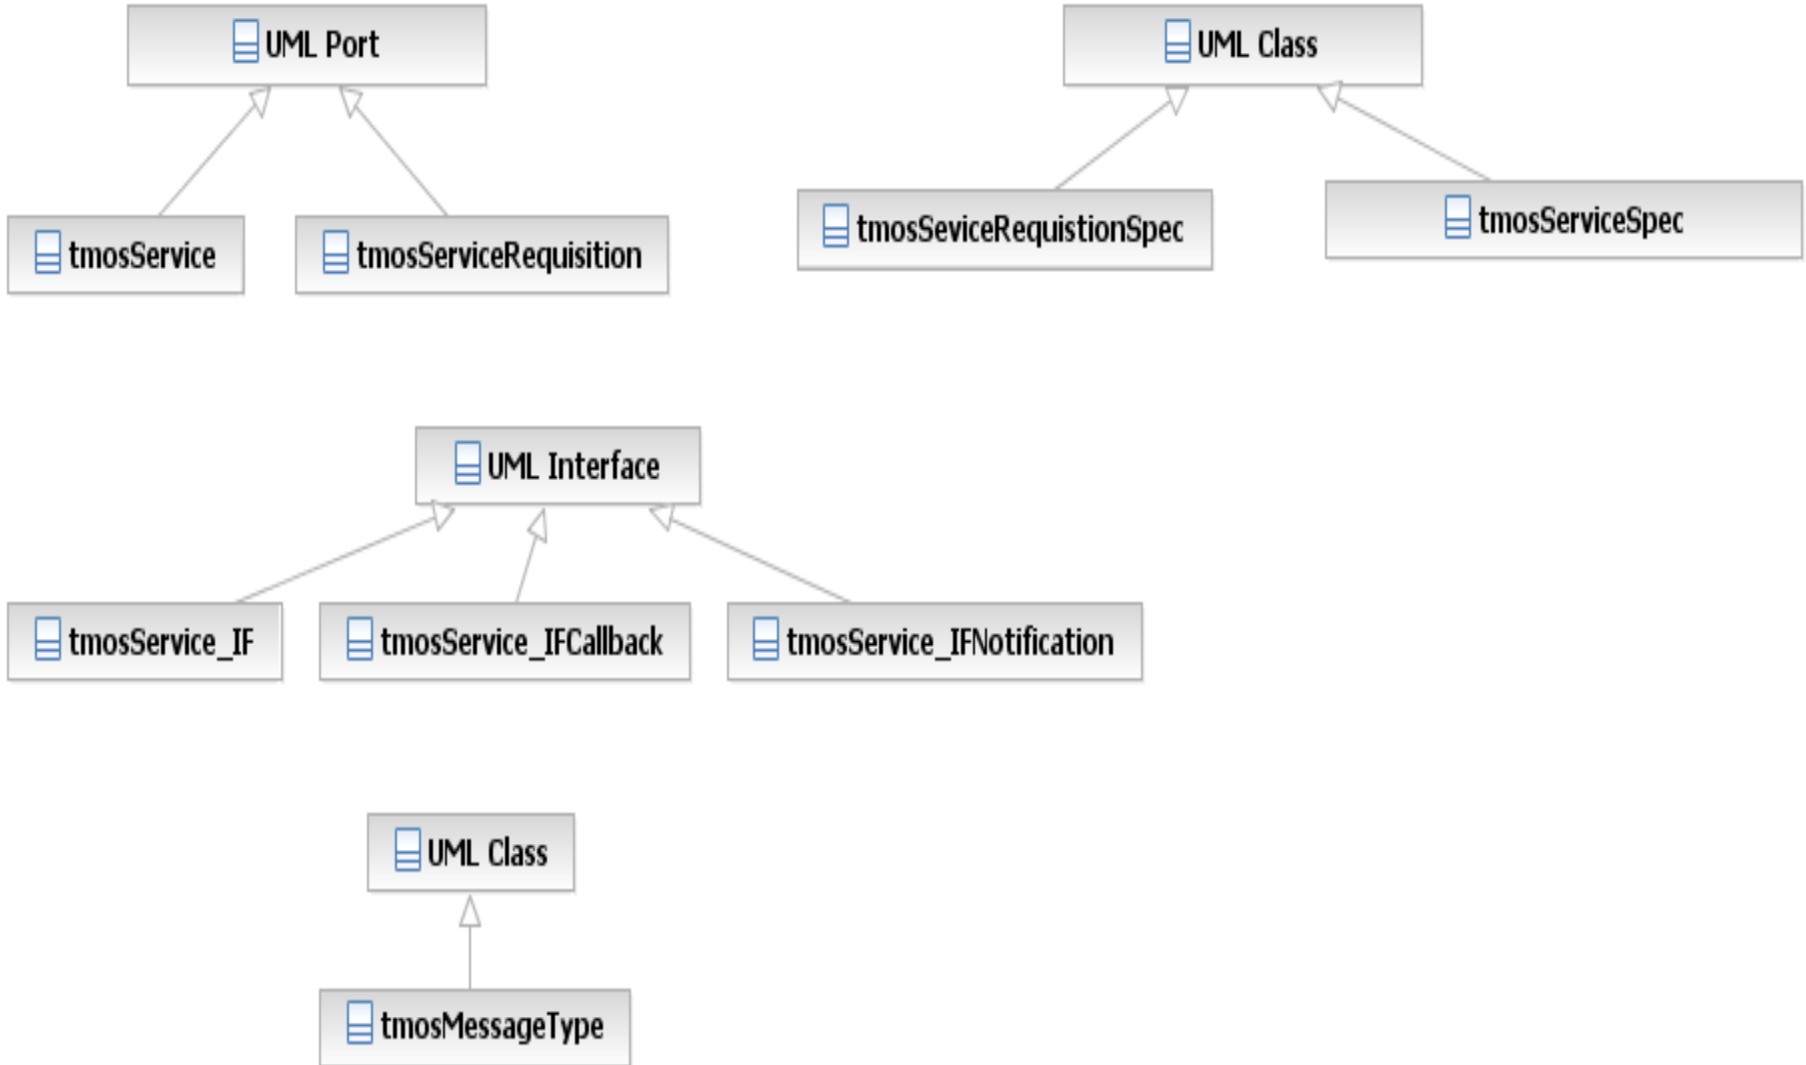 UML Port
UML Class
tmosService
tmosServiceRequisition
tmosSeviceRequistionSpec
tmosServiceSpec
UML Interface
tmosService_IF
tmosService_IFCallback
tmosService_IFNotification
UML Class
tmosMessageType